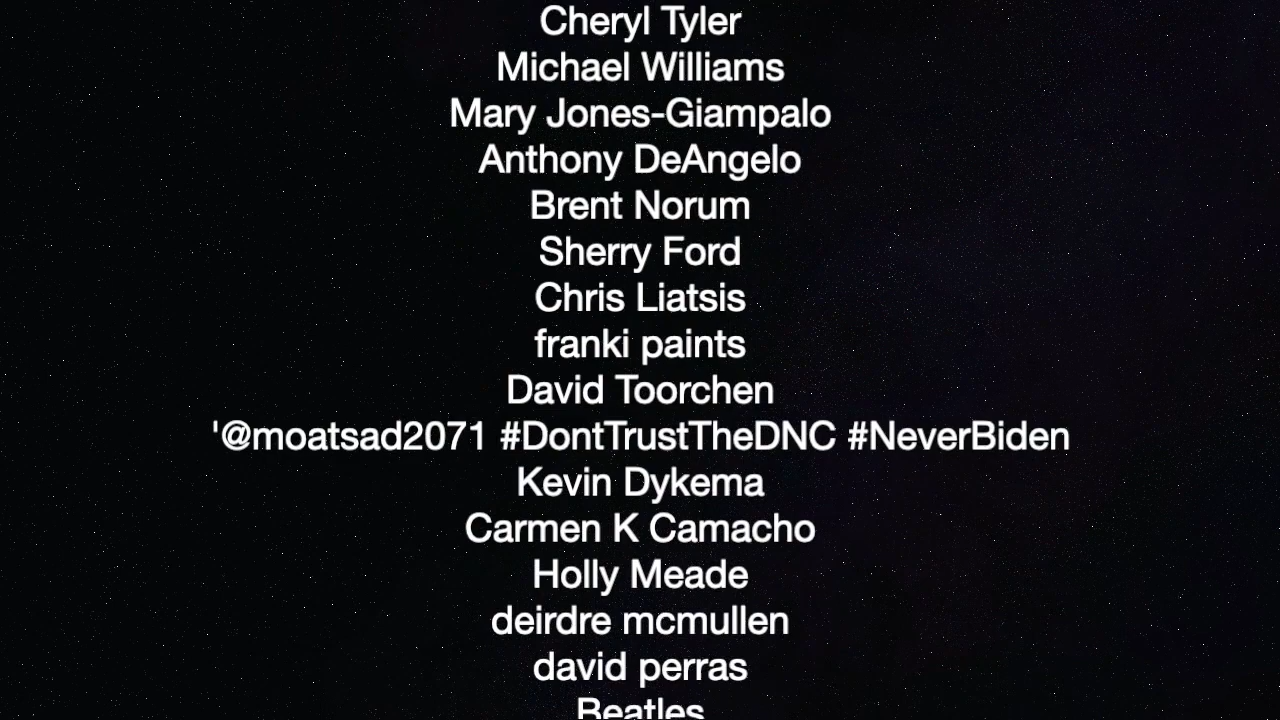 Cheryl Tyler
Michael Williams
Mary Jones-Giampalo
Anthony DeAngelo
Brent Norum
Sherry Ford
Chris Liatsis
franki paints
David Toorchen
'@moatsad2071 #DontTrustTheDNC #NeverBiden
Kevin Dykema
Carmen K Camacho
Holly Meade
deirdre mcmullen
david perras
Beatles